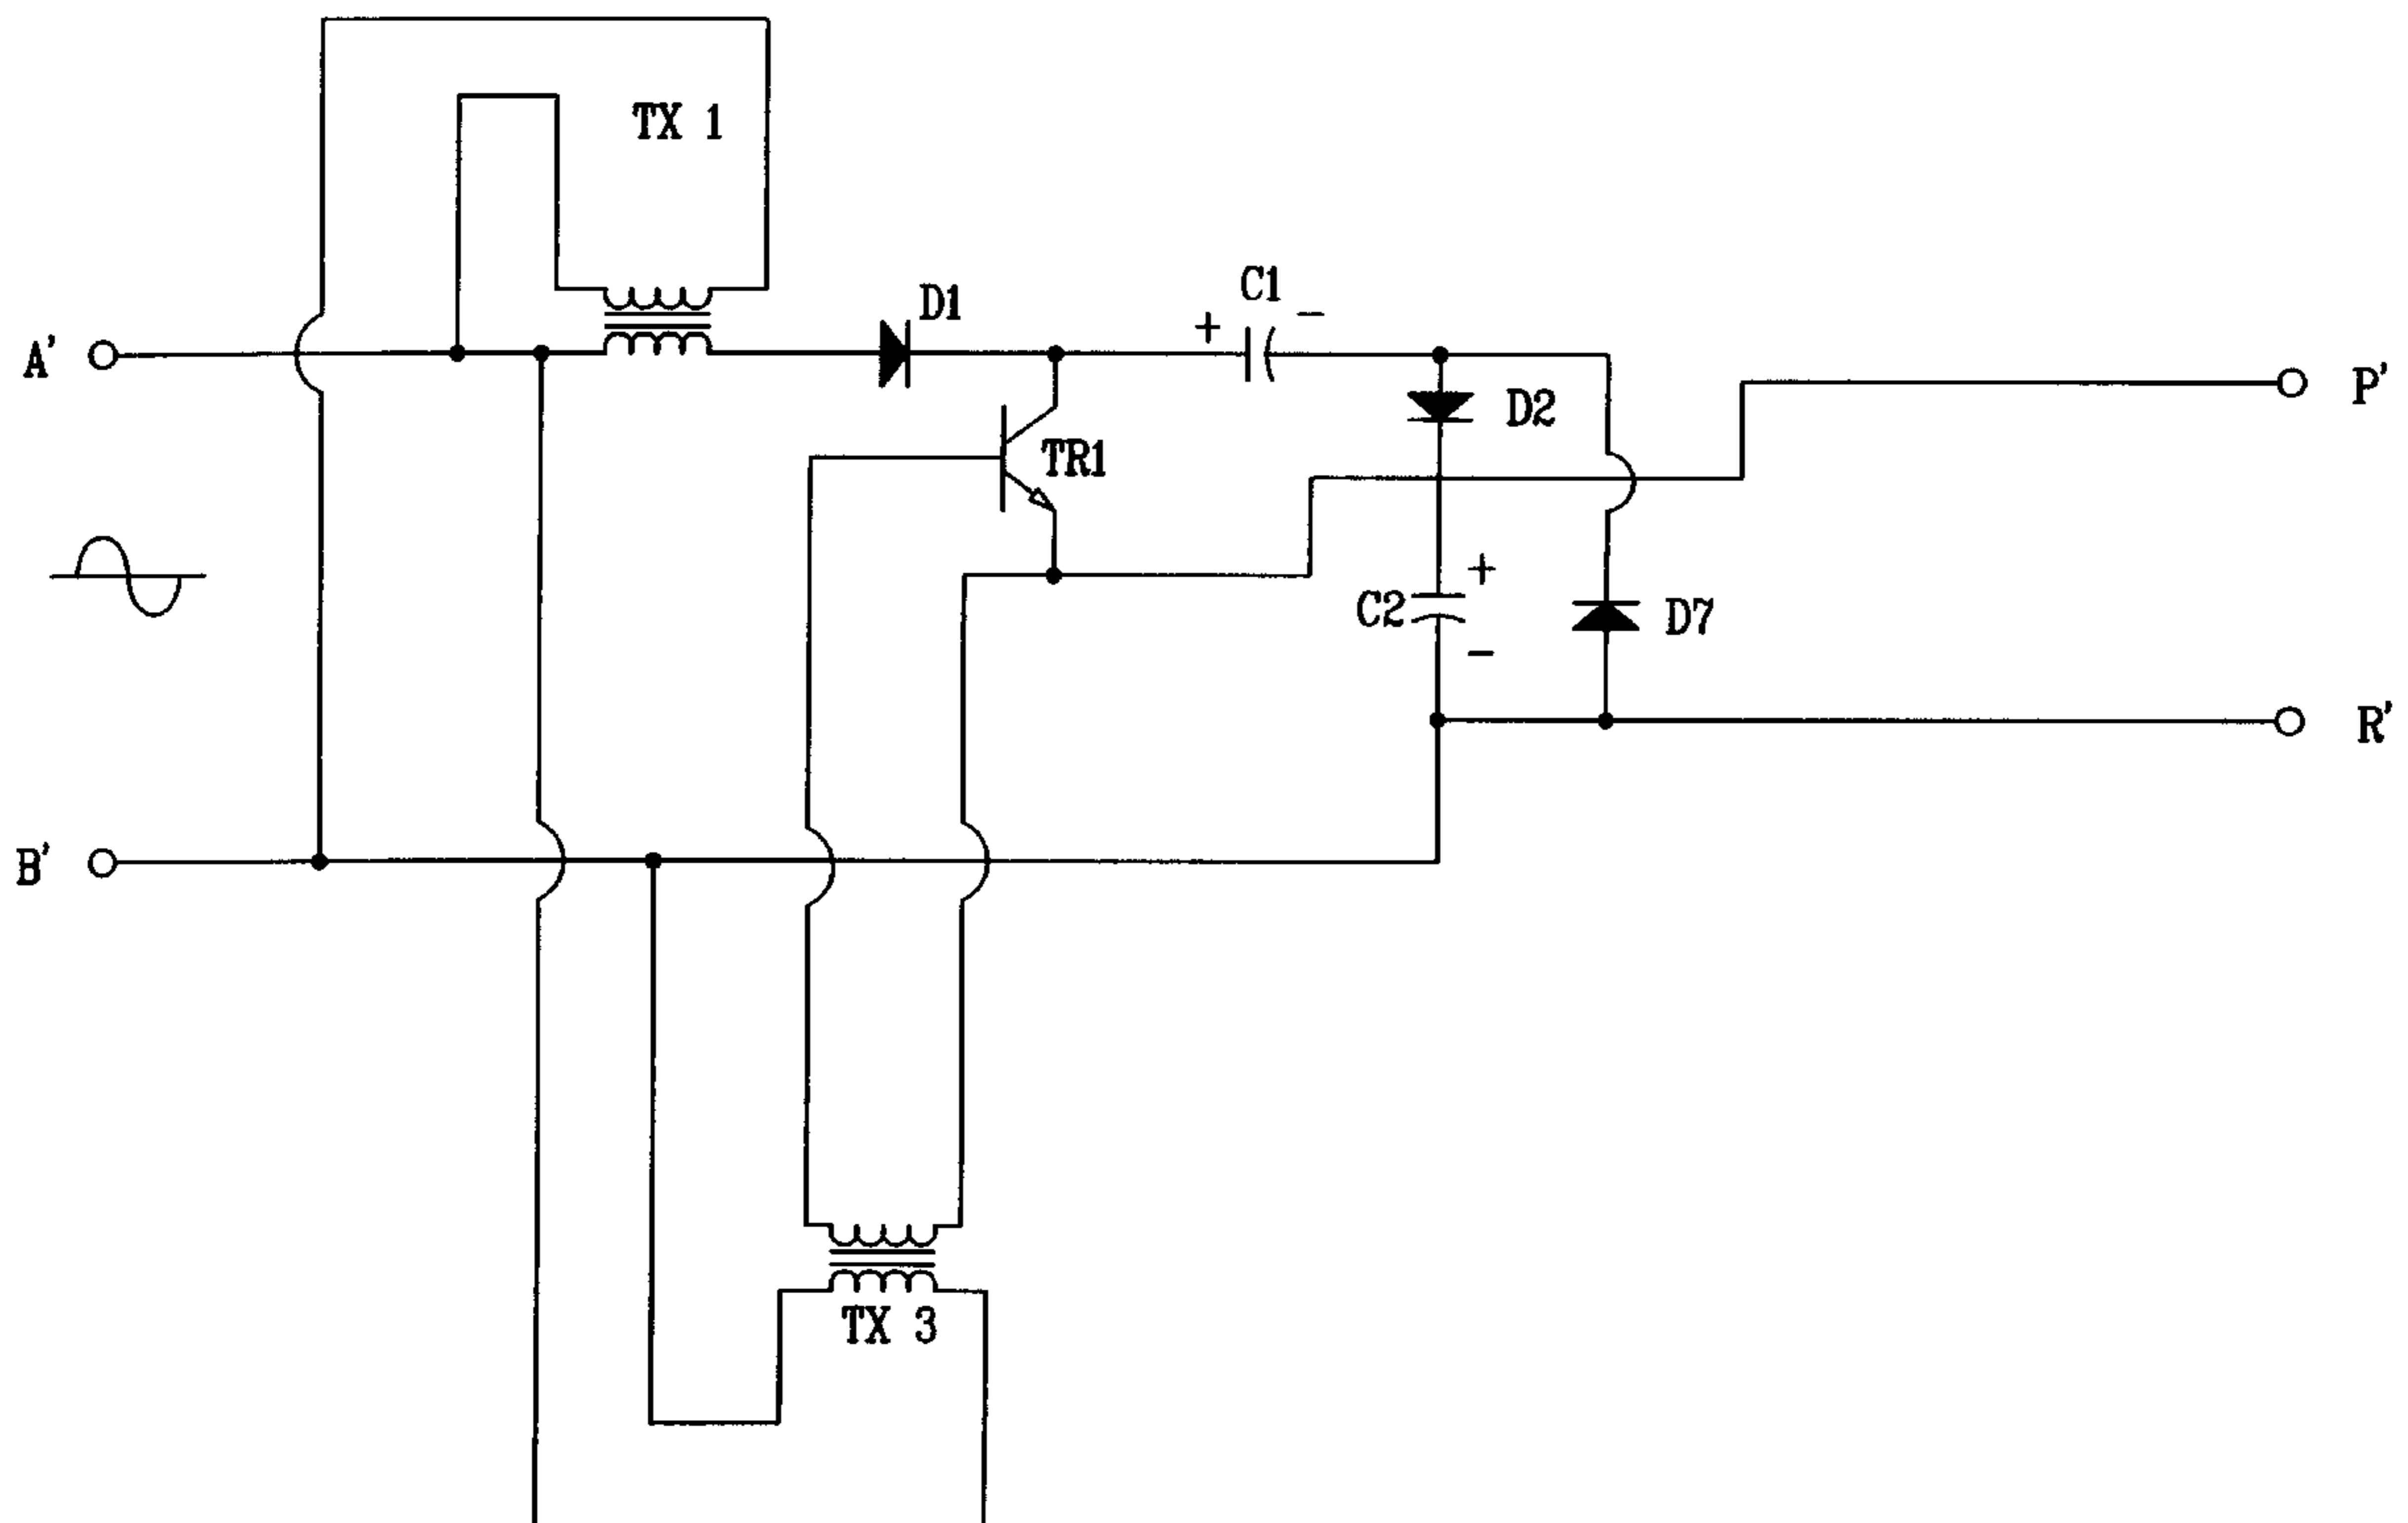 TX 1
D1
C1
+
−
A'
D2
P'
TR1
+
C2
D7
−
R'
B'
TX 3